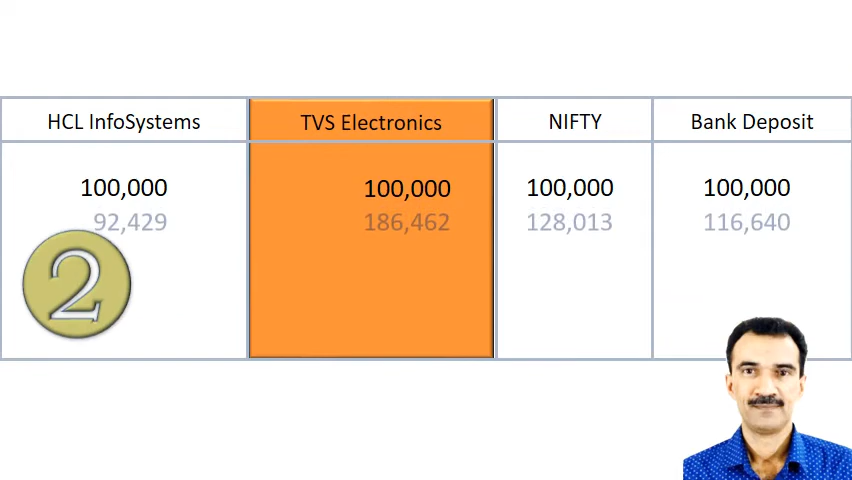 HCL InfoSystems TVS Electronics NIFTY Bank Deposit
100,000 100,000 100,000 100,000
92,429 186,462 128,013 116,640
2